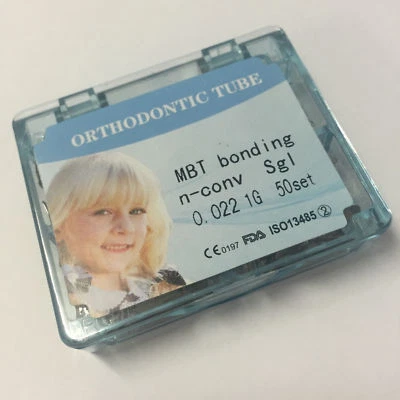 ORTHODONTIC TUBE
MBT bonding
n-conv Sgl
0.022 1G 50set
CE0197 FDA ISO13485 ②